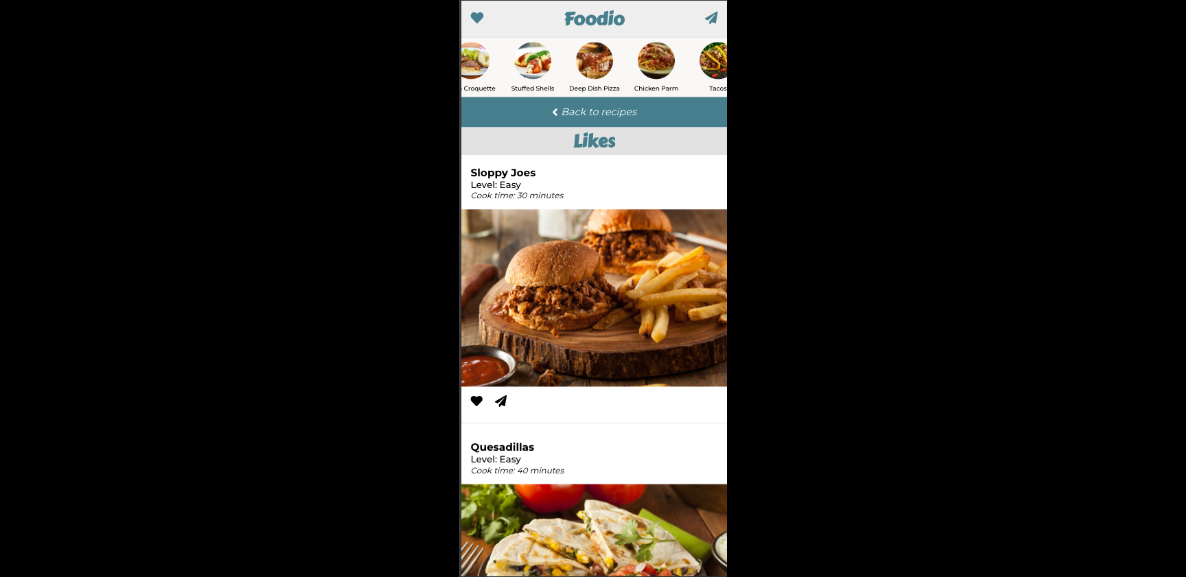 Foodio
Croquette
Stuffed Shells
Deep Dish Pizza
Chicken Parm
Tacos
Back to recipes
Likes
Sloppy Joes
Level: Easy
Cook time: 30 minutes
Quesadillas
Level: Easy
Cook time: 40 minutes